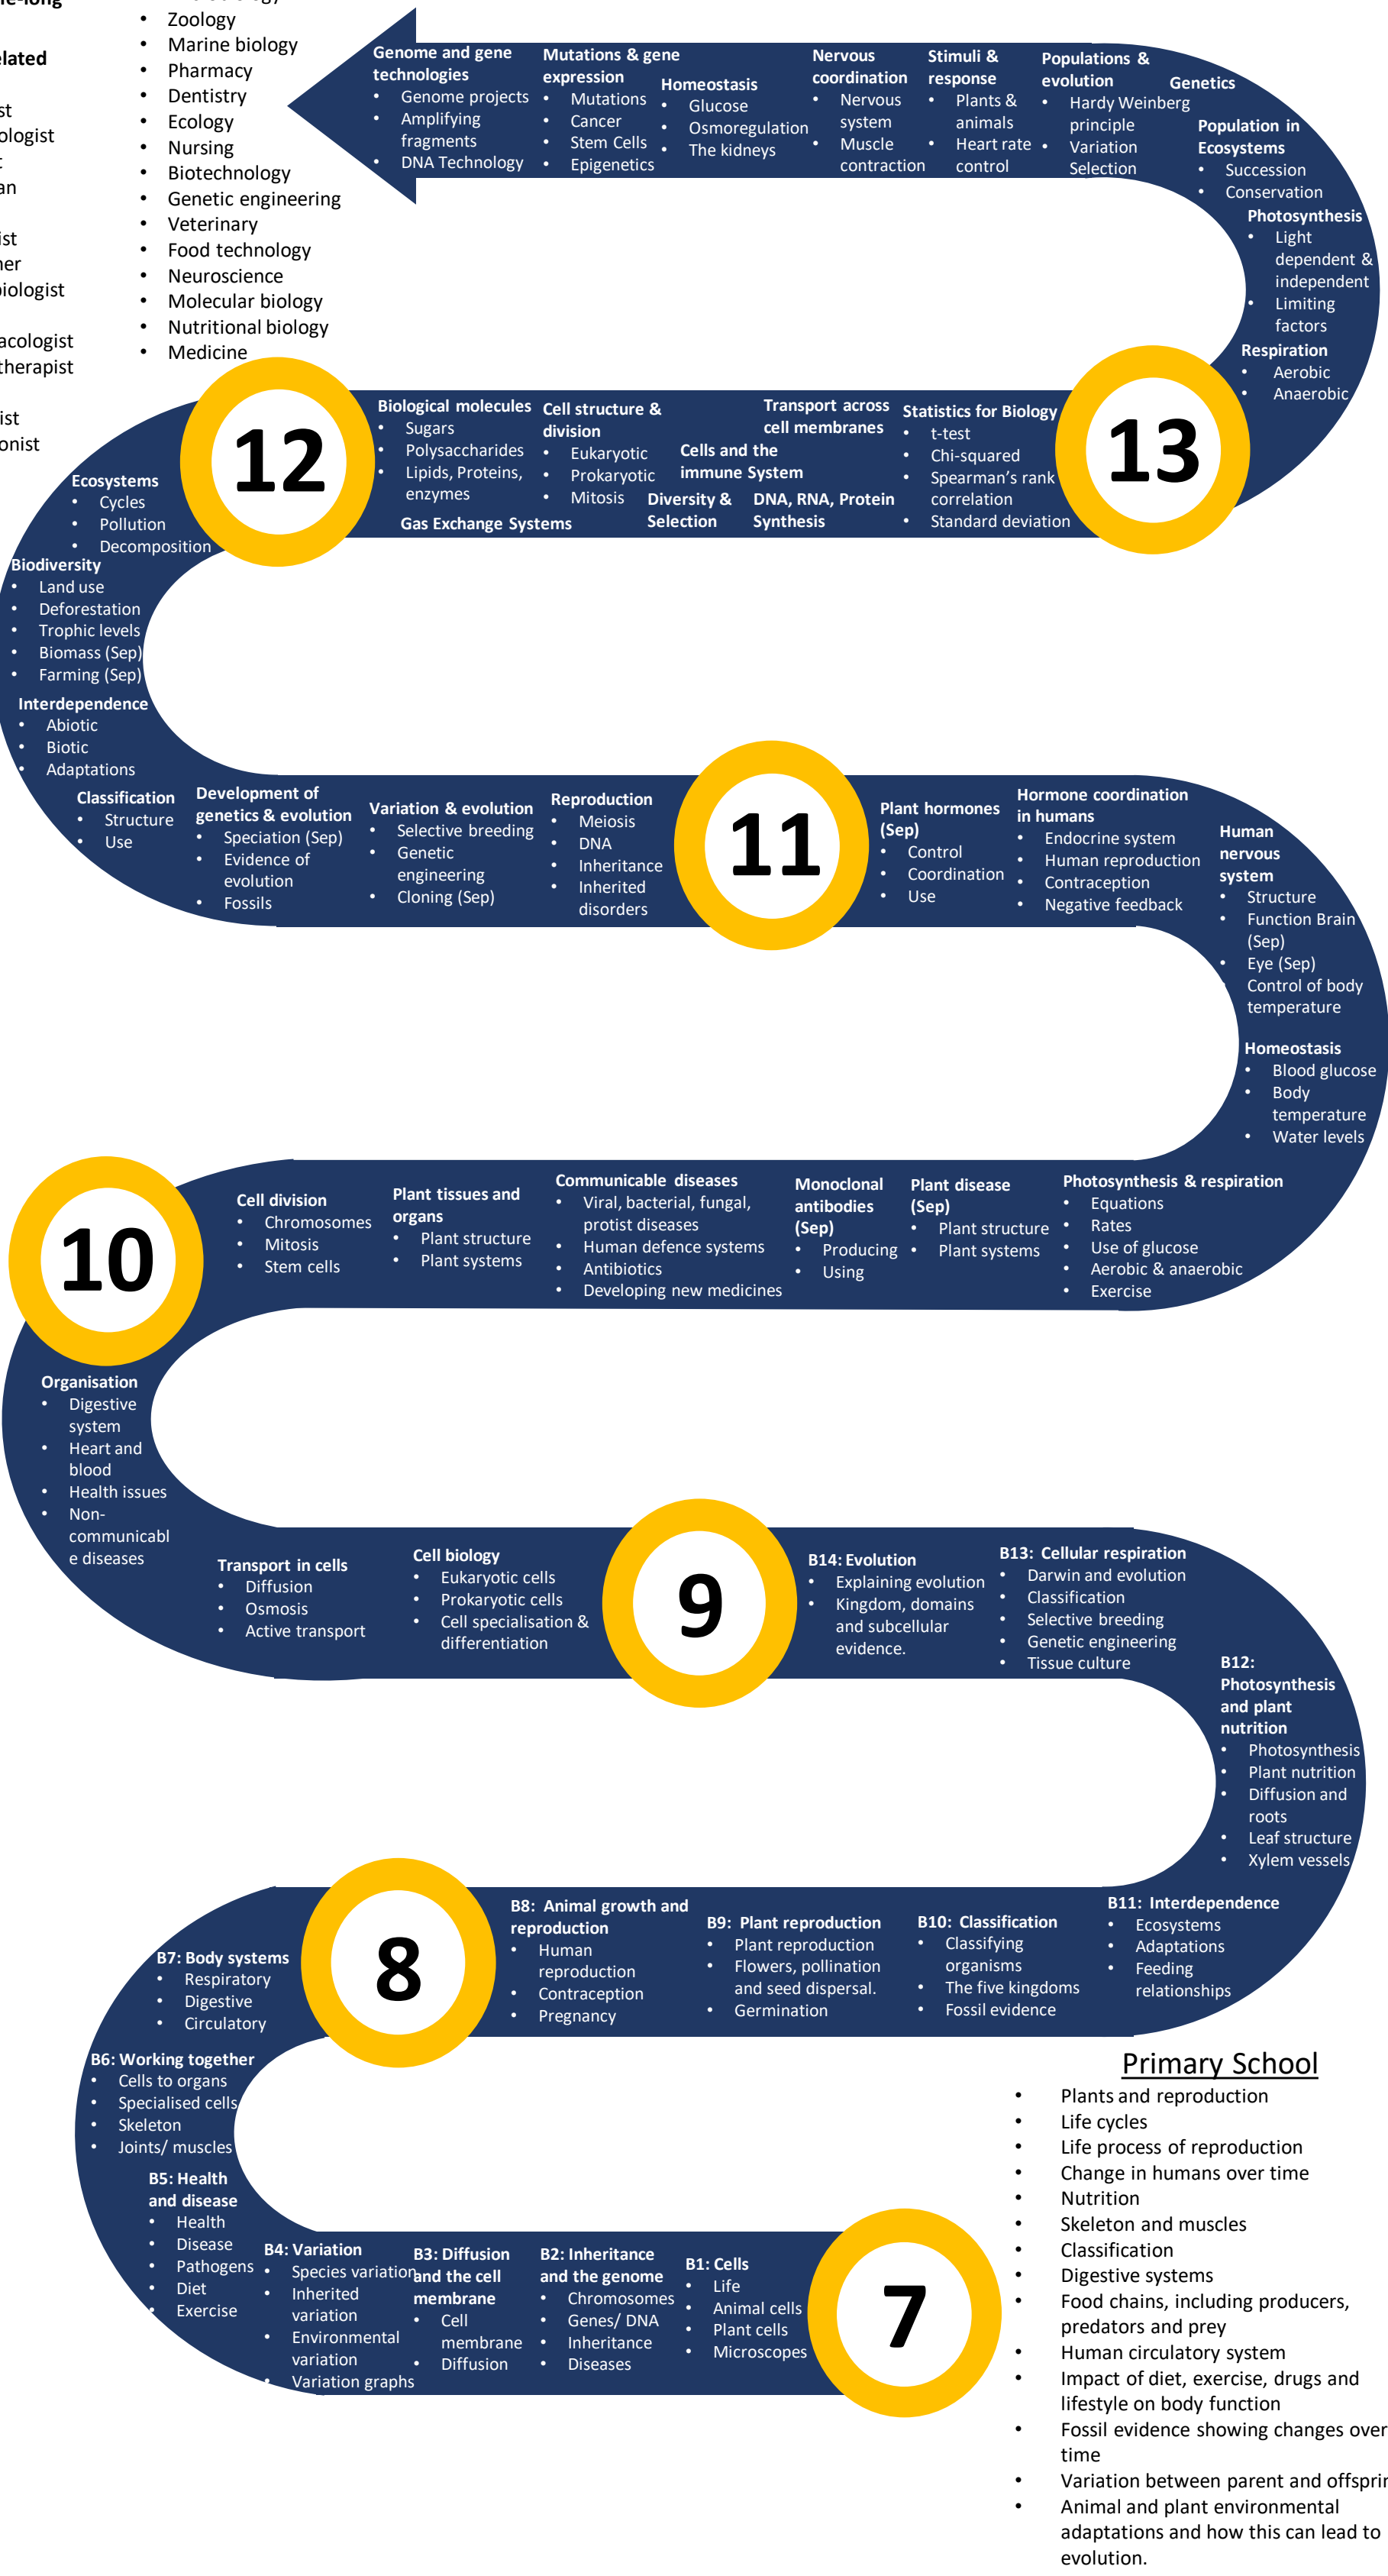 Zoology
Marine biology
Pharmacy
Dentistry
Ecology
Nursing
Biotechnology
Genetic engineering
Veterinary
Food technology
Neuroscience
Molecular biology
Nutritional biology
Medicine
Genome and gene
technologies
Genome projects
Amplifying
fragments
DNA Technology
Mutations & gene
expression
Mutations
Cancer
Stem Cells
Epigenetics
Homeostasis
Glucose
Osmoregulation
The kidneys
Nervous
coordination
Nervous
system
Muscle
contraction
Stimuli &
response
Plants &
animals
Heart rate
control
Populations &
evolution
Hardy Weinberg
principle
Variation
Selection
Genetics
Population in
Ecosystems
Succession
Conservation
Photosynthesis
Light
dependent &
independent
Limiting
factors
Respiration
Aerobic
Anaerobic
13
12
Biological molecules
Sugars
Polysaccharides
Lipids, Proteins,
enzymes
Gas Exchange Systems
Cell structure &
division
Eukaryotic
Prokaryotic
Mitosis
Cells and the
immune System
Diversity &
Selection
Transport across
cell membranes
DNA, RNA, Protein
Synthesis
Statistics for Biology
t-test
Chi-squared
Spearman's rank
correlation
Standard deviation
Ecosystems
Cycles
Pollution
Decomposition
Biodiversity
Land use
Deforestation
Trophic levels
Biomass (Sep)
Farming (Sep)
Interdependence
Abiotic
Biotic
Adaptations
Classification
Structure
Use
Development of
genetics & evolution
Speciation (Sep)
Evidence of
evolution
Fossils
Variation & evolution
Selective breeding
Genetic
engineering
Cloning (Sep)
Reproduction
Meiosis
DNA
Inheritance
Inherited
disorders
11
Plant hormones
(Sep)
Control
Coordination
Use
Hormone coordination
in humans
Endocrine system
Human reproduction
Contraception
Negative feedback
Human
nervous
system
Structure
Function Brain
(Sep)
Eye (Sep)
Control of body
temperature
Homeostasis
Blood glucose
Body
temperature
Water levels
10
Cell division
Chromosomes
Mitosis
Stem cells
Plant tissues and
organs
Plant structure
Plant systems
Communicable diseases
Viral, bacterial, fungal,
protist diseases
Human defence systems
Antibiotics
Developing new medicines
Monoclonal
antibodies
(Sep)
Producing
Using
Plant disease
(Sep)
Plant structure
Plant systems
Photosynthesis & respiration
Equations
Rates
Use of glucose
Aerobic & anaerobic
Exercise
Organisation
Digestive
system
Heart and
blood
Health issues
Non-
communicabl
e diseases
Transport in cells
Diffusion
Osmosis
Active transport
Cell biology
Eukaryotic cells
Prokaryotic cells
Cell specialisation &
differentiation
9
B14: Evolution
Explaining evolution
Kingdom, domains
and subcellular
evidence.
B13: Cellular respiration
Darwin and evolution
Classification
Selective breeding
Genetic engineering
Tissue culture
B12:
Photosynthesis
and plant
nutrition
Photosynthesis
Plant nutrition
Diffusion and
roots
Leaf structure
Xylem vessels
B11: Interdependence
Ecosystems
Adaptations
Feeding
relationships
B10: Classification
Classifying
organisms
The five kingdoms
Fossil evidence
B9: Plant reproduction
Plant reproduction
Flowers, pollination
and seed dispersal.
Germination
B8: Animal growth and
reproduction
Human
reproduction
Contraception
Pregnancy
8
B7: Body systems
Respiratory
Digestive
Circulatory
B6: Working together
Cells to organs
Specialised cells
Skeleton
Joints/ muscles
B5: Health
and disease
Health
Disease
Pathogens
Diet
Exercise
B4: Variation
Species variation
Inherited
variation
Environmental
variation
Variation graphs
B3: Diffusion
and the cell
membrane
Cell
membrane
Diffusion
B2: Inheritance
and the genome
Chromosomes
Genes/ DNA
Inheritance
Diseases
B1: Cells
Life
Animal cells
Plant cells
Microscopes
7
Primary School
Plants and reproduction
Life cycles
Life process of reproduction
Change in humans over time
Nutrition
Skeleton and muscles
Classification
Digestive systems
Food chains, including producers,
predators and prey
Human circulatory system
Impact of diet, exercise, drugs and
lifestyle on body function
Fossil evidence showing changes over
time
Variation between parent and
Animal and plant environmental
adaptations and how this can lead to
evolution.